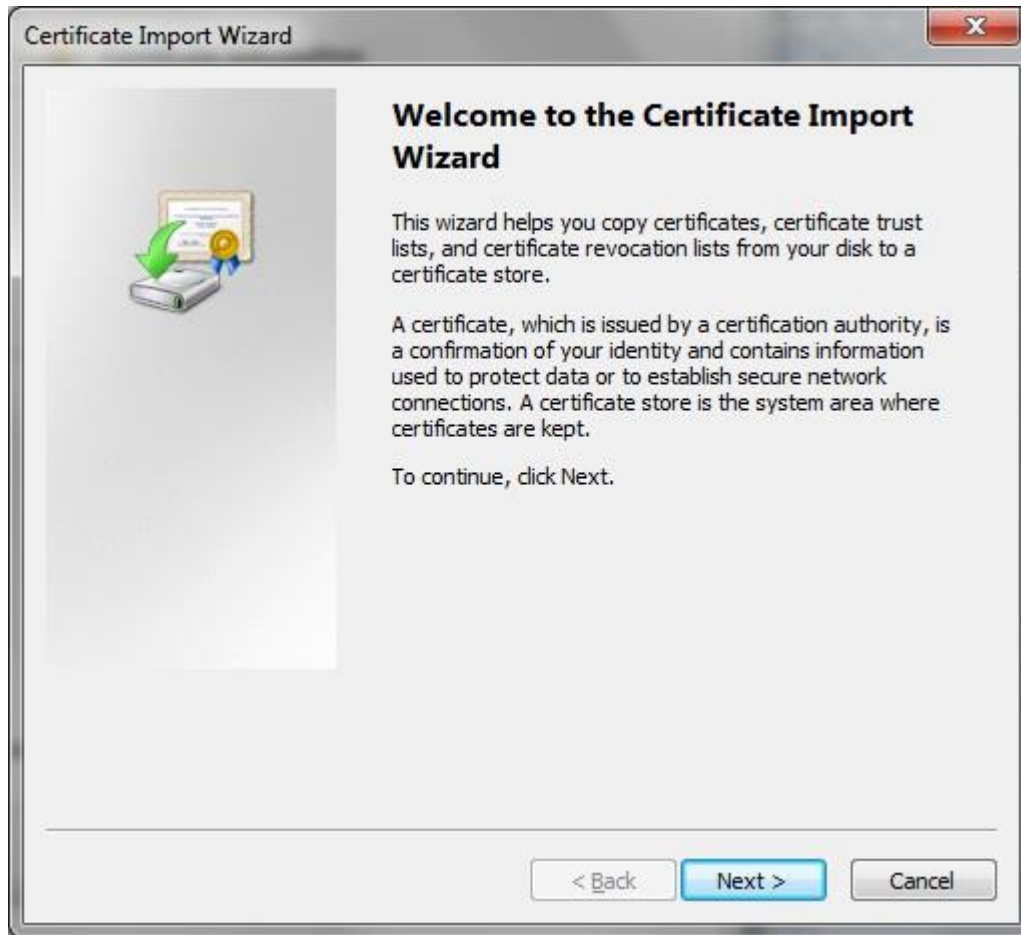 Certificate Import Wizard
Welcome to the Certificate Import
Wizard
This wizard helps you copy certificates, certificate trust
lists, and certificate revocation lists from your disk to a
certificate store.
A certificate, which is issued by a certification authority, is
a confirmation of your identity and contains information
used to protect data or to establish secure network
connections. A certificate store is the system area where
certificates are kept.
To continue, click Next.
< Back Next > Cancel